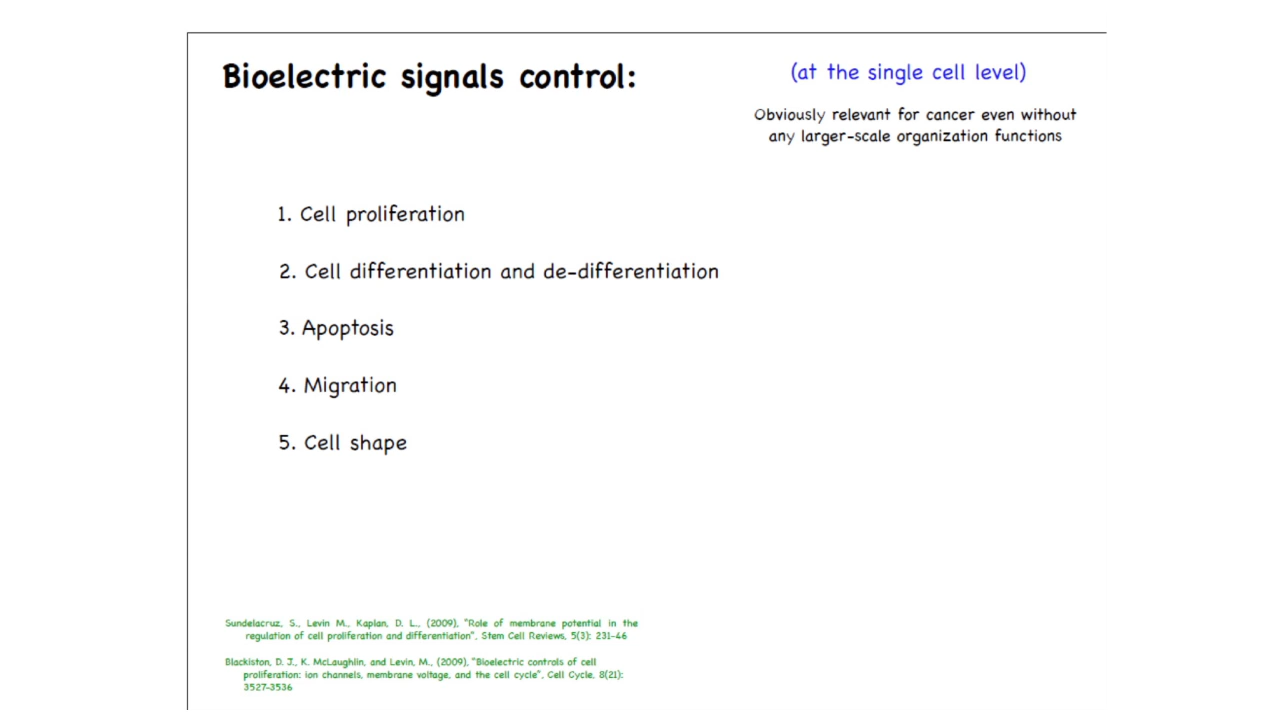 Bioelectric signals control:
(at the single cell level)
Obviously relevant for cancer even without
any larger-scale organization functions
1. Cell proliferation
2. Cell differentiation and de-differentiation
3. Apoptosis
4. Migration
5. Cell shape
Sundelacruz, S., Levin M., Kaplan, D. L., (2009), "Role of membrane potential in the
regulation of cell proliferation and differentiation", Stem Cell Reviews, 5(3): 231-46
Blackiston, D. J., K. McLaughlin, and Levin, M., (2009), "Bioelectric controls of cell
proliferation: ion channels, membrane voltage, and the cell cycle", Cell Cycle, 8(21):
3527-3536